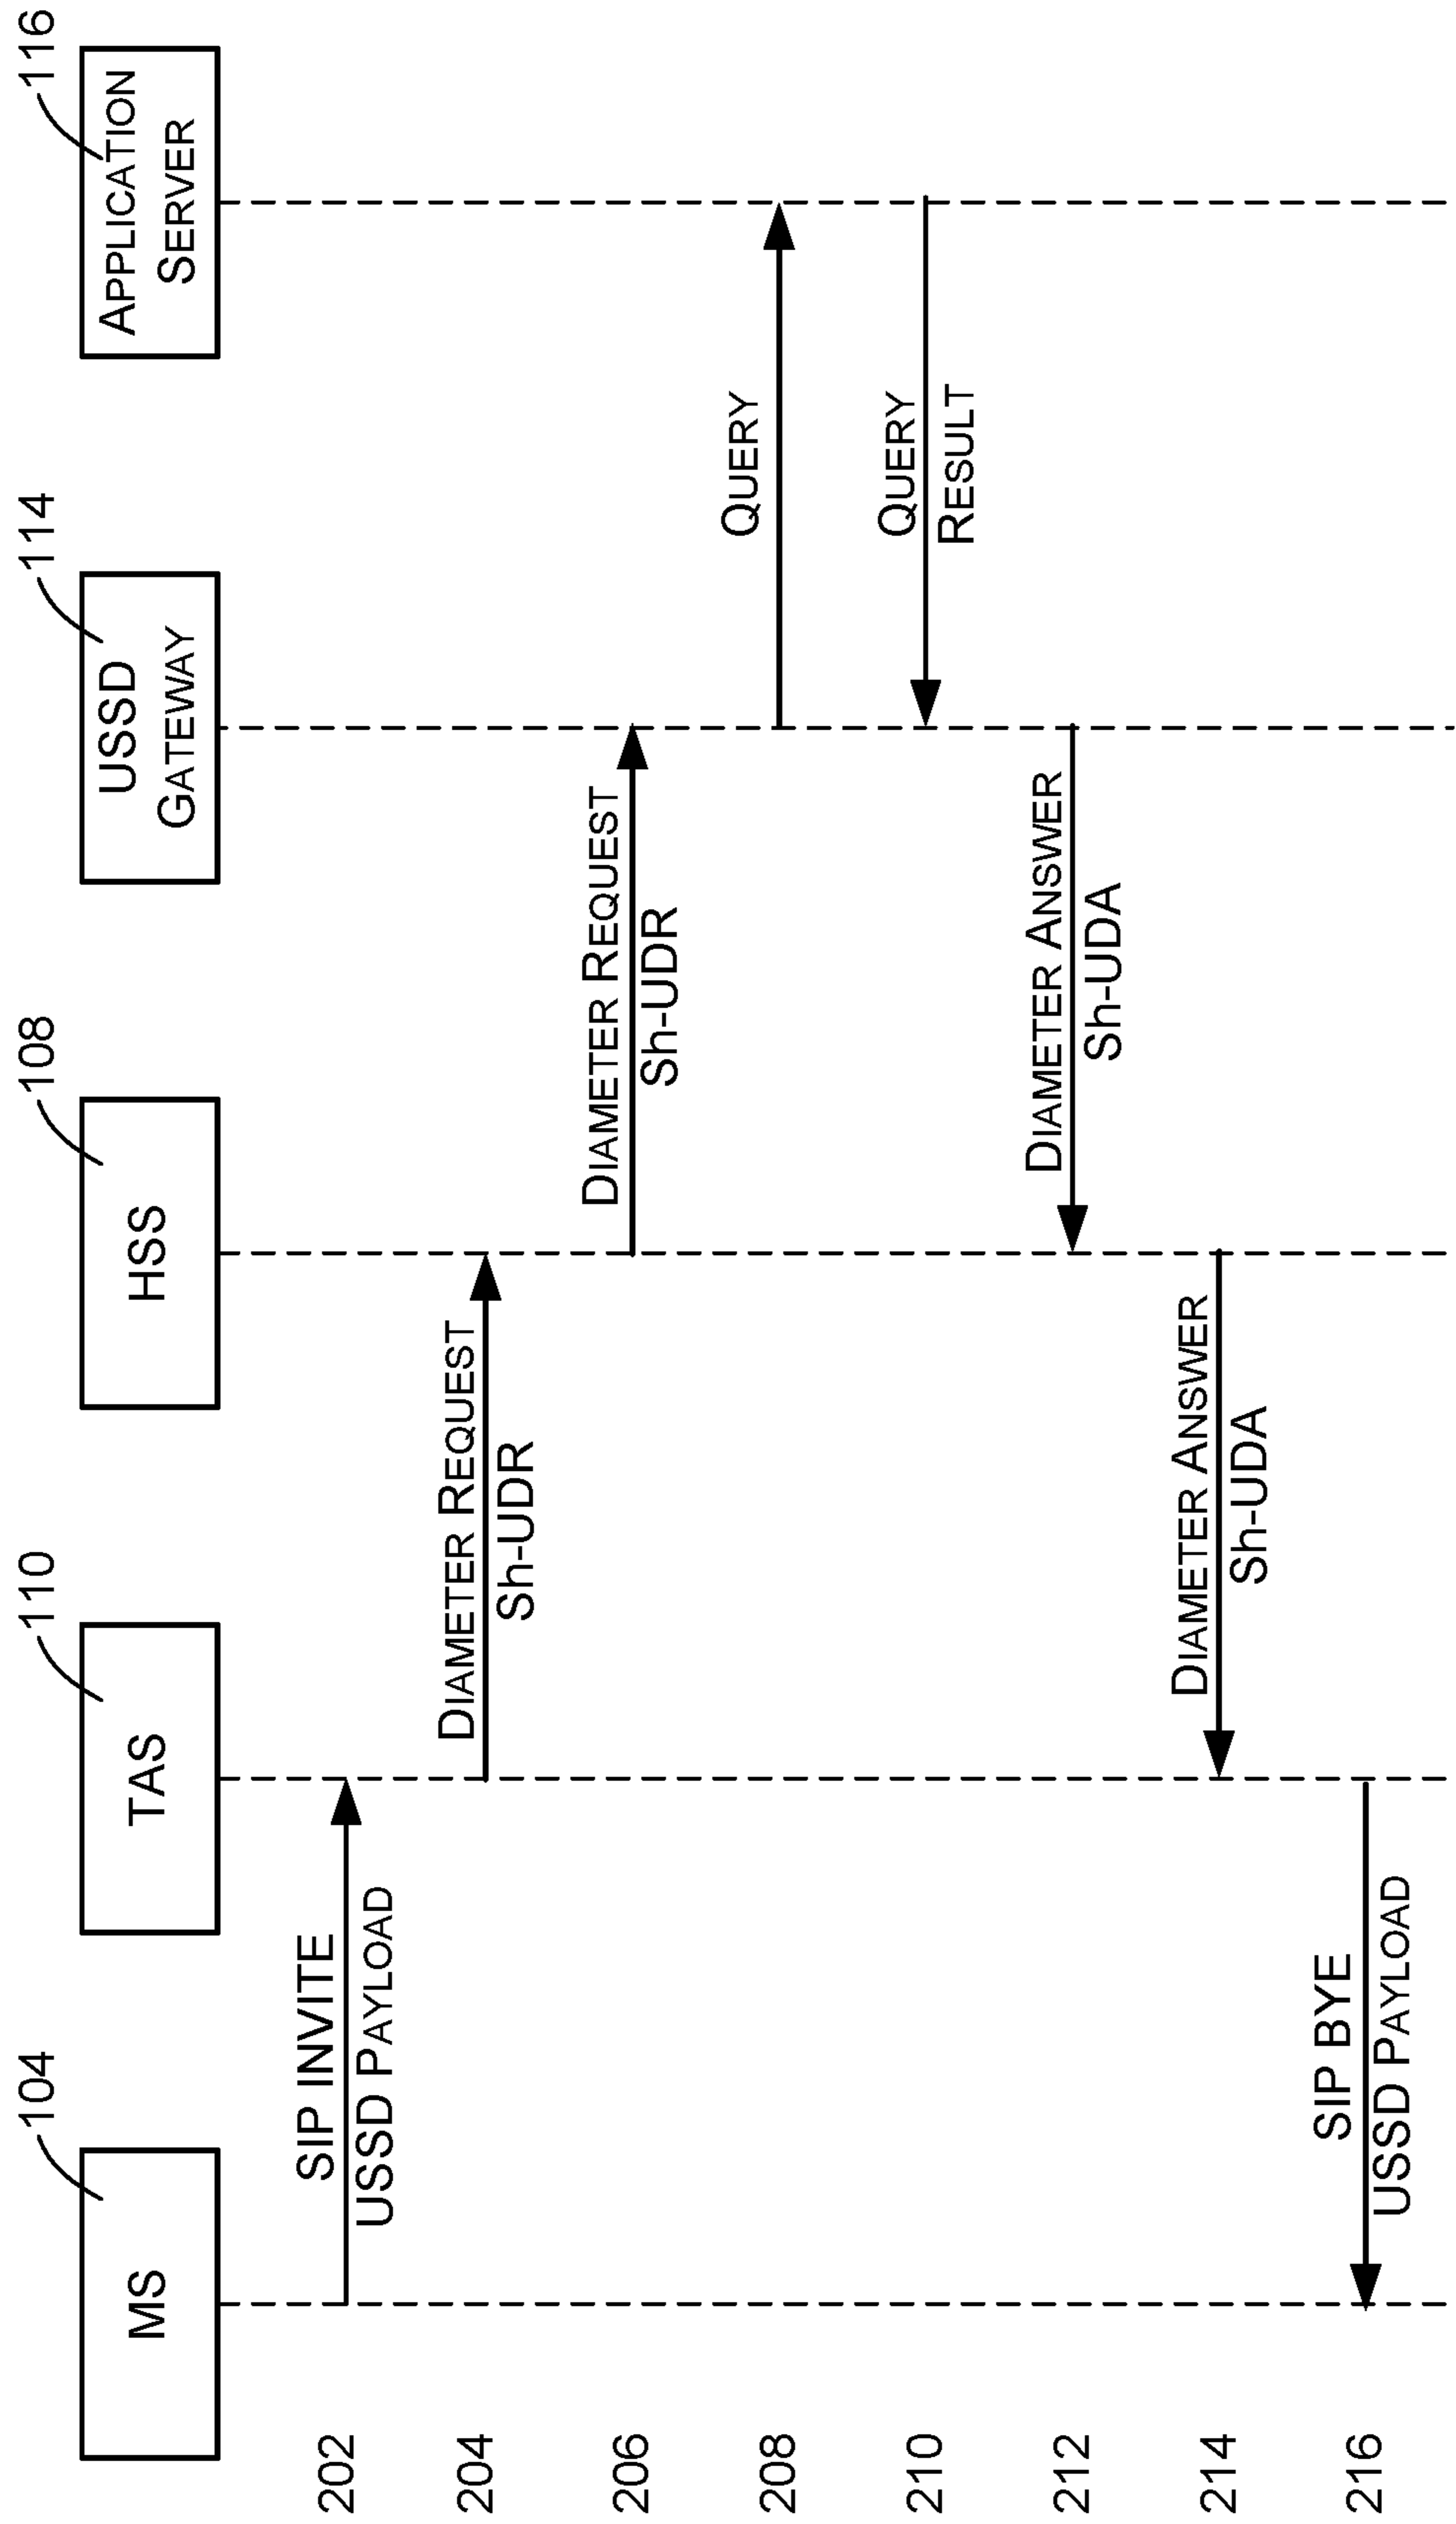 104
110
108
114
116
MS
TAS
HSS
USSD
GATEWAY
APPLICATION
SERVER
202
SIP INVITE
USSD PAYLOAD
204
DIAMETER REQUEST
Sh-UDR
206
DIAMETER REQUEST
Sh-UDR
208
QUERY
210
QUERY
RESULT
212
DIAMETER ANSWER
Sh-UDA
214
DIAMETER ANSWER
Sh-UDA
216
SIP BYE
USSD PAYLOAD